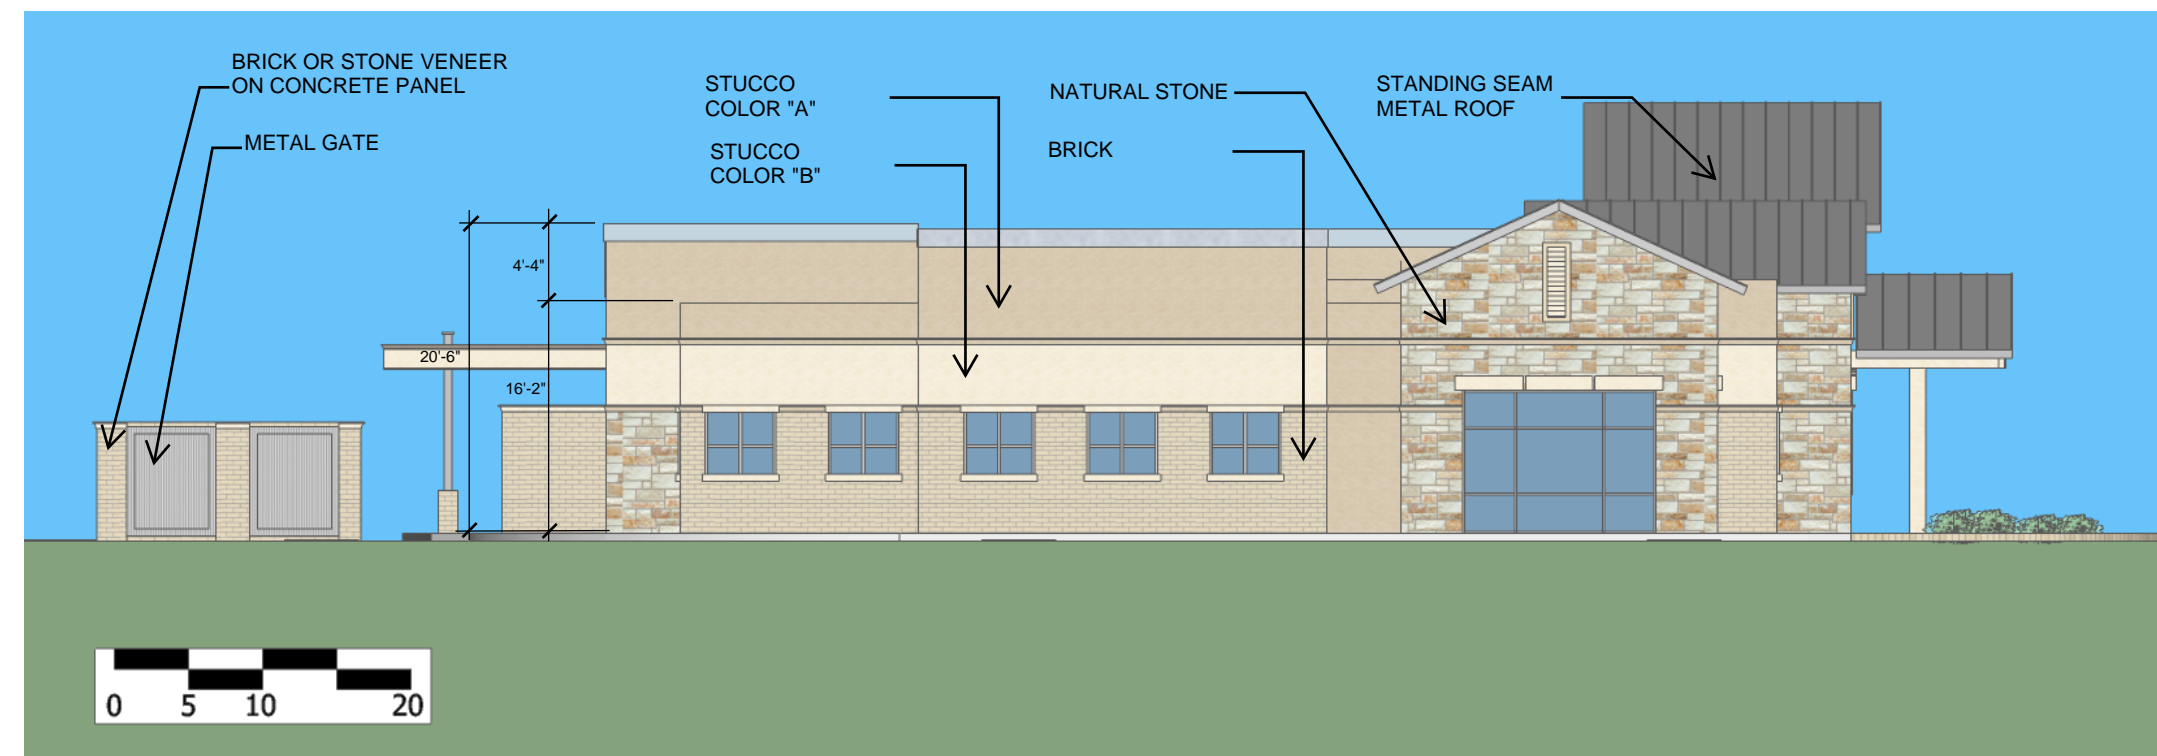 BRICK OR STONE VENEER
ON CONCRETE PANEL
METAL GATE
STUCCO
COLOR "A"
STUCCO
COLOR "B"
NATURAL STONE
BRICK
STANDING SEAM
METAL ROOF
4'-4"
20'-6"
16'-2"
0 5 10 20